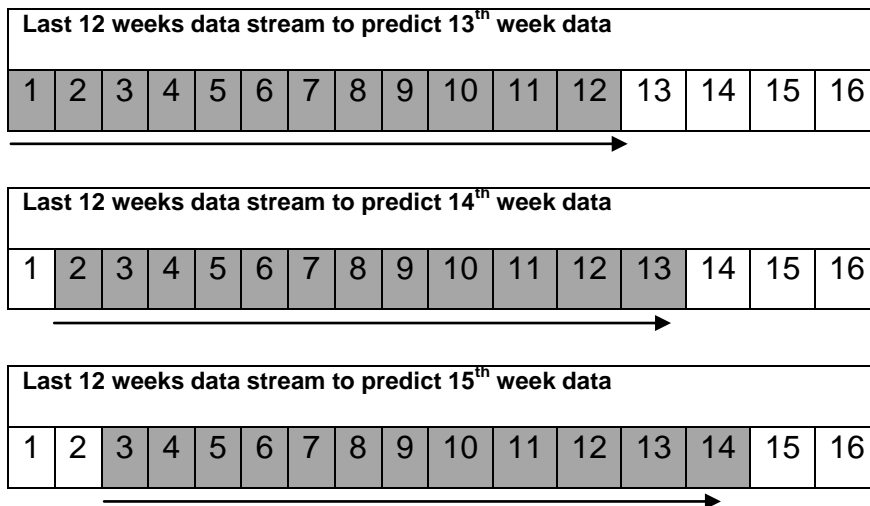 Last 12 weeks data stream to predict 13th week data
1 2 3 4 5 6 7 8 9 10 11 12 13 14 15 16
Last 12 weeks data stream to predict 14th week data
1 2 3 4 5 6 7 8 9 10 11 12 13 14 15 16
Last 12 weeks data stream to predict 15th week data
1 2 3 4 5 6 7 8 9 10 11 12 13 14 15 16